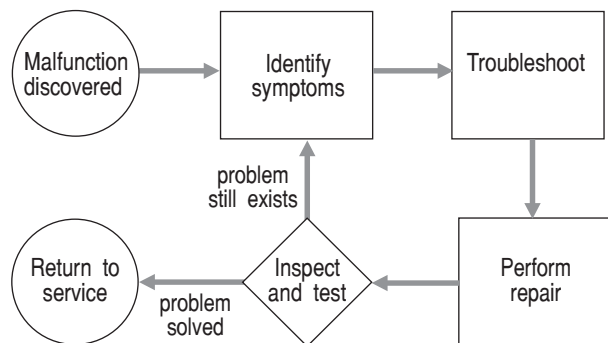 Malfunction
discovered
Identify
symptoms
Troubleshoot
problem
still exists
Return to
service
problem
solved
Inspect
and test
Perform
repair